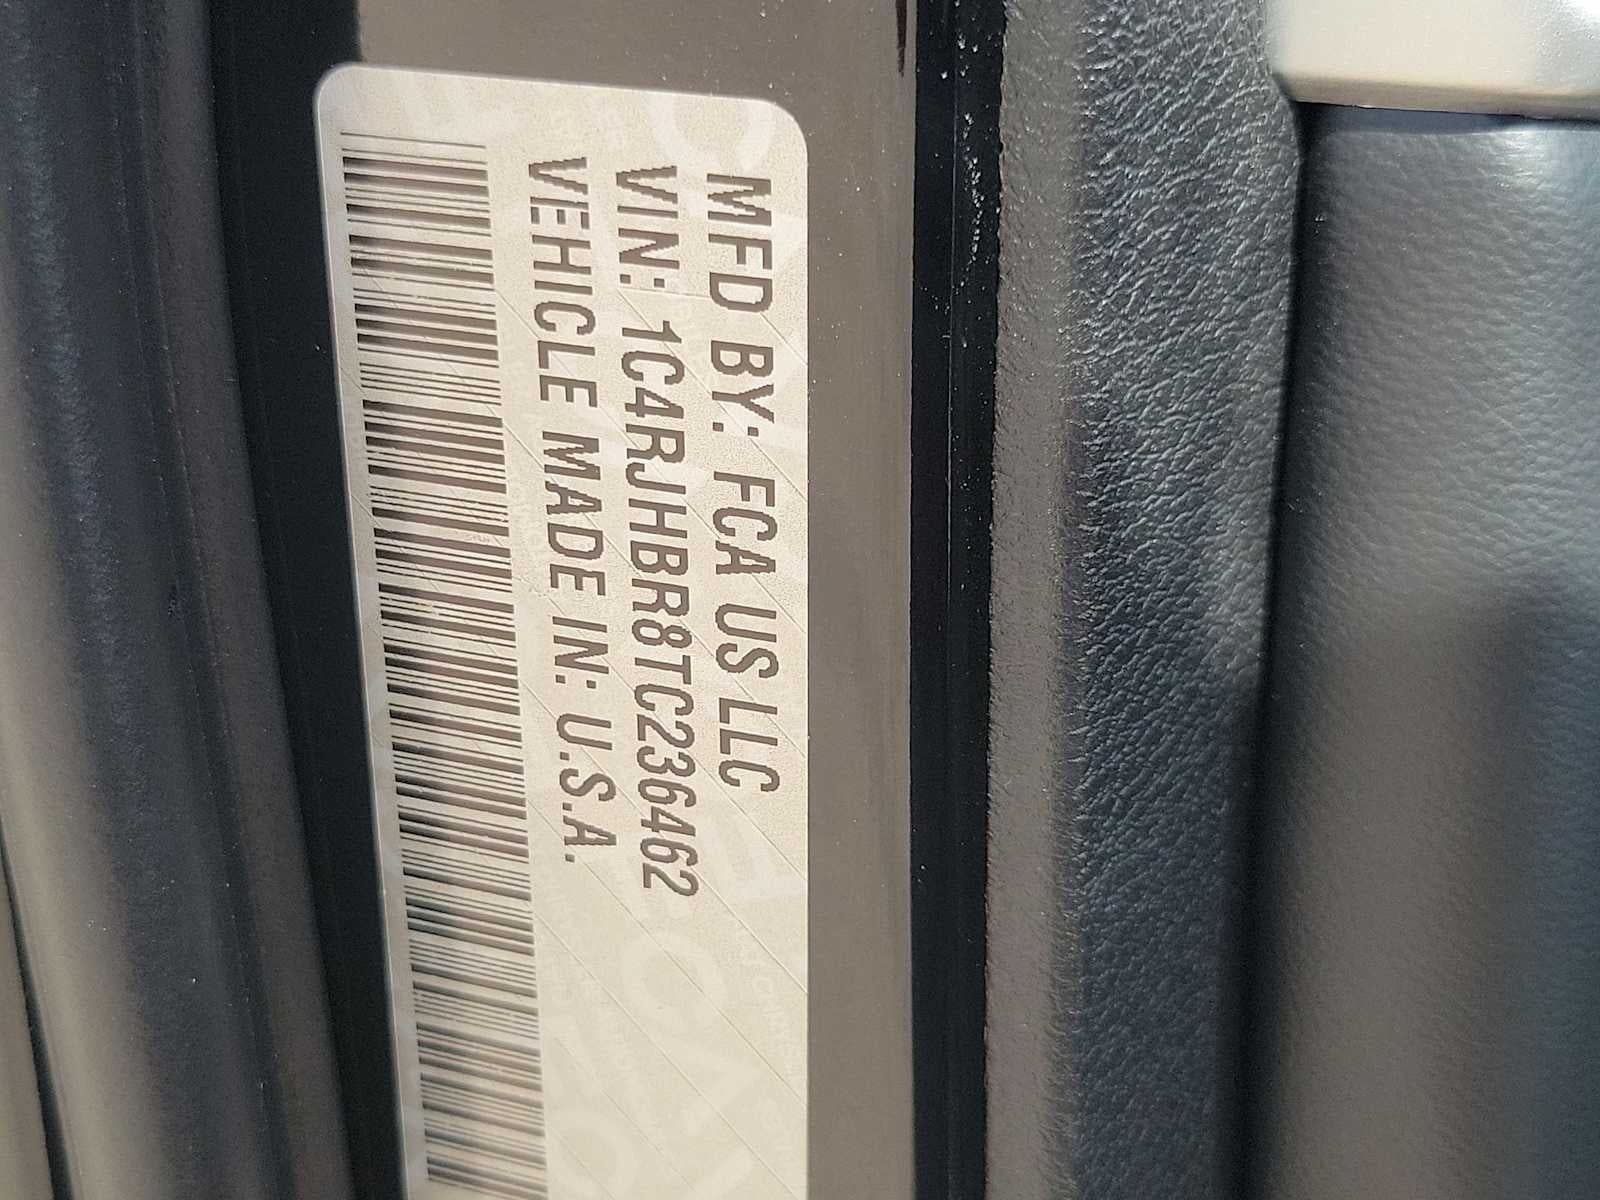 MFD BY: FCA US LLC
VIN: 1C4RJHBR8TC236462
VEHICLE MADE IN: U.S.A.